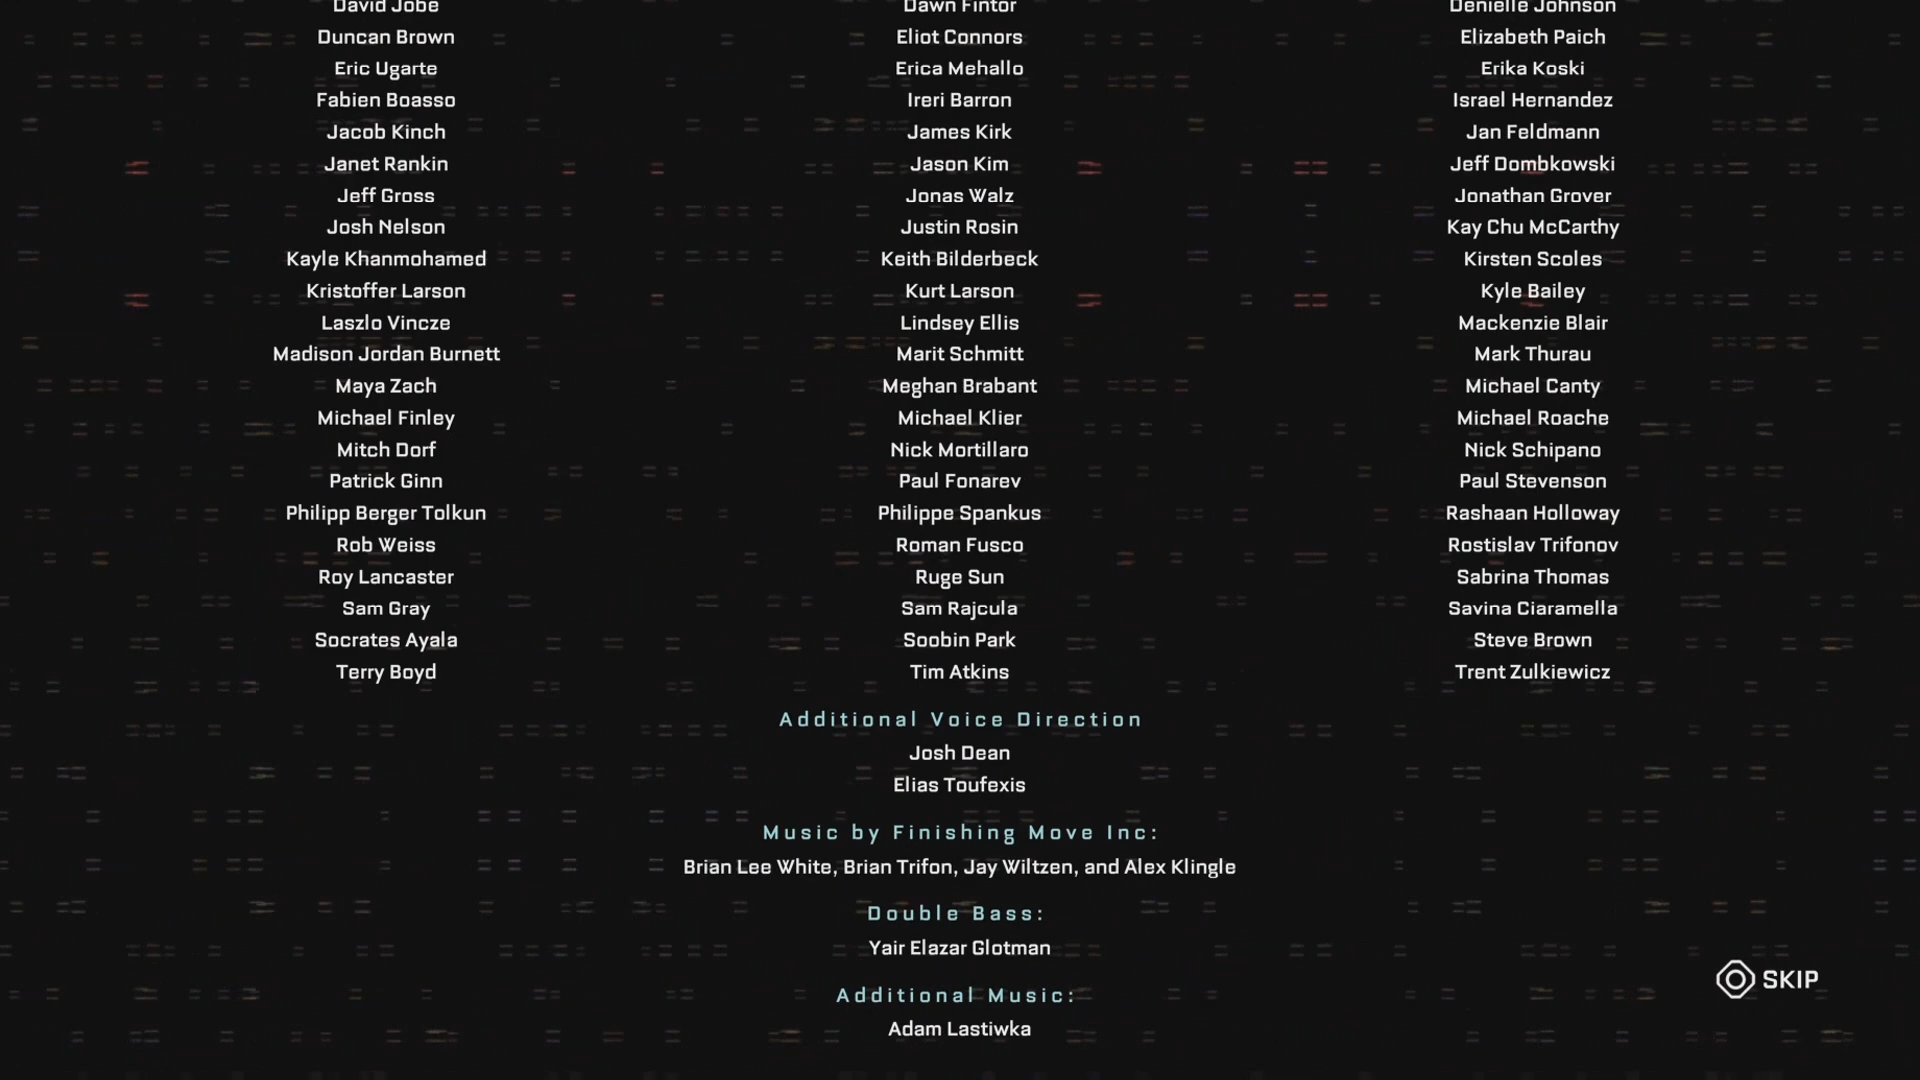 David Jobe Dawn Fintor Denielle Johnson
Duncan Brown Eliot Connors Elizabeth Paich
Eric Ugarte Erica Mehallo Erika Koski
Fabien Boasso Ireri Barron Israel Hernandez
Jacob Kinch James Kirk Jan Feldmann
Janet Rankin Jason Kim Jeff Dombkowski
Jeff Gross Jonas Walz Jonathan Grover
Josh Nelson Justin Rosin Kay Chu McCarthy
Kayle Khanmohamed Keith Bilderbeck Kirsten Scoles
Kristoffer Larson Kurt Larson Kyle Bailey
Laszlo Vincze Lindsey Ellis Mackenzie Blair
Madison Jordan Burnett Marit Schmitt Mark Thurau
Maya Zach Meghan Brabant Michael Canty
Michael Finley Michael Klier Michael Roache
Mitch Dorf Nick Mortillaro Nick Schipano
Patrick Ginn Paul Fonarev Paul Stevenson
Philipp Berger Tolkun Philippe Spankus Rashaan Holloway
Rob Weiss Roman Fusco Rostislav Trifonov
Roy Lancaster Ruge Sun Sabrina Thomas
Sam Gray Sam Rajcula Savina Ciaramella
Socrates Ayala Soobin Park Steve Brown
Terry Boyd Tim Atkins Trent Zulkiewicz
Additional Voice Direction
Josh Dean
Elias Toufexis
Music by Finishing Move Inc:
Brian Lee White, Brian Trifon, Jay Wiltzen, and Alex Klingle
Double Bass:
Yair Elazar Glotman
Additional Music:
Adam Lastiwka
SKIP